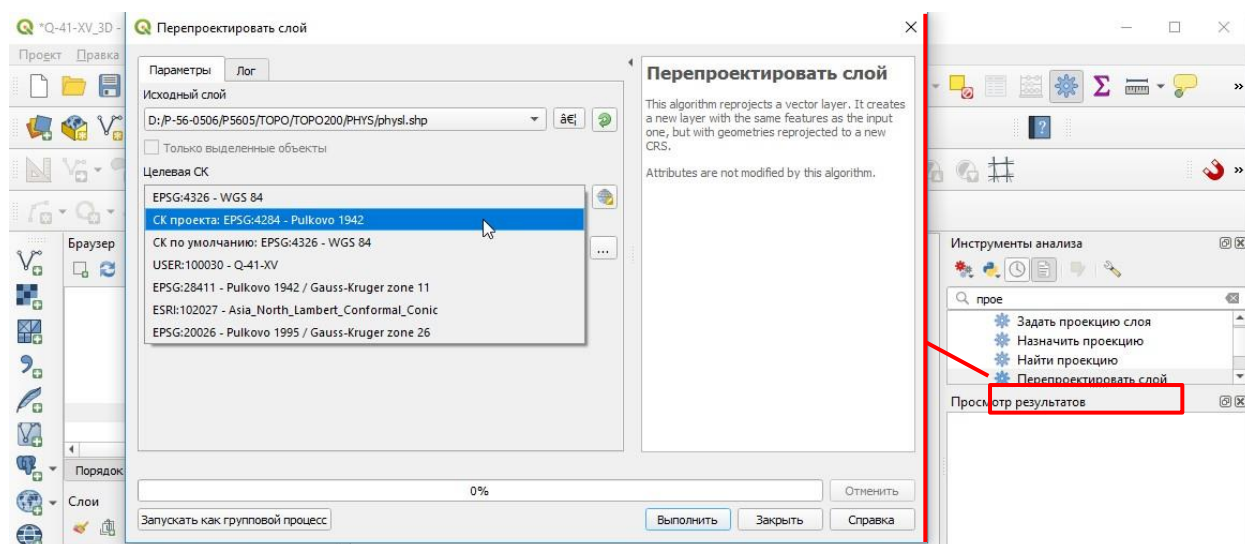 *Q-41-XV_3D -
Перепроектировать слой
Проект Правка
Параметры Лог
Исходный слой
D:/P-56-0506/P5605/TOPO/TOPO200/PHYS/physl.shp
â€¦
Только выделенные объекты
Целевая СК
EPSG:4326 - WGS 84
СК проекта: EPSG:4284 - Pulkovo 1942
СК по умолчанию: EPSG:4326 - WGS 84
...
USER:100030 - Q-41-XV
EPSG:28411 - Pulkovo 1942 / Gauss-Kruger zone 11
ESRI:102027 - Asia_North_Lambert_Conformal_Conic
EPSG:20026 - Pulkovo 1995 / Gauss-Kruger zone 26
Перепроектировать слой
This algorithm reprojects a vector layer. It creates
a new layer with the same features as the input
one, but with geometries reprojected to a new
CRS.
Attributes are not modified by this algorithm.
0%
Отменить
Запускать как групповой процесс
Выполнить Закрыть Справка
Браузер
Порядок
Слои
Инструменты анализа
прое
Задать проекцию слоя
Назначить проекцию
Найти проекцию
Перепроектировать слой
Просмотр результатов